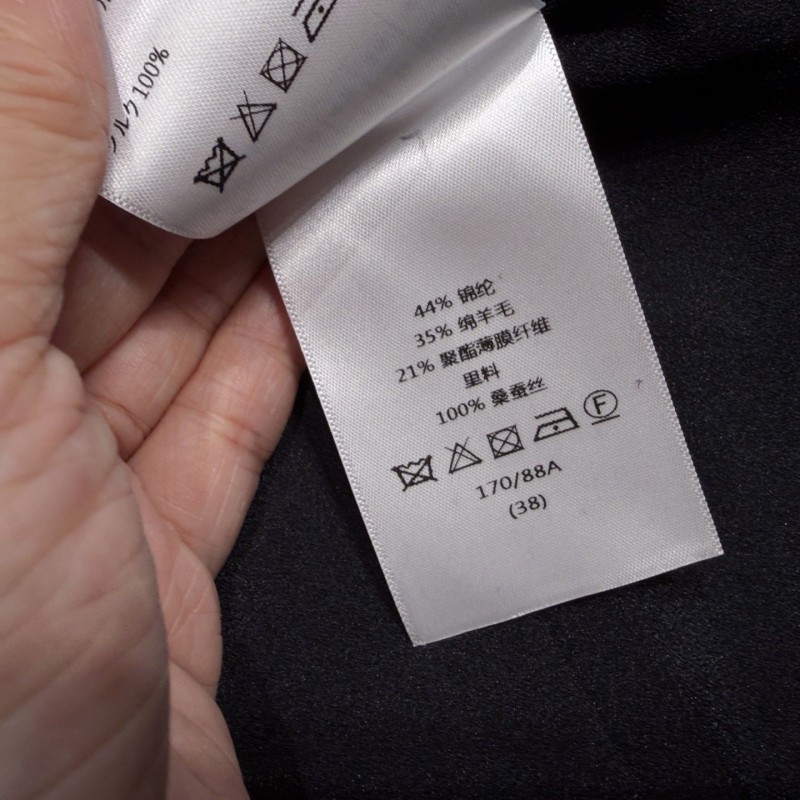 ルク100%
44% 锦纶
35% 绵羊毛
21% 聚酯薄膜纤维
里料
100% 桑蚕丝
F
170/88A
(38)